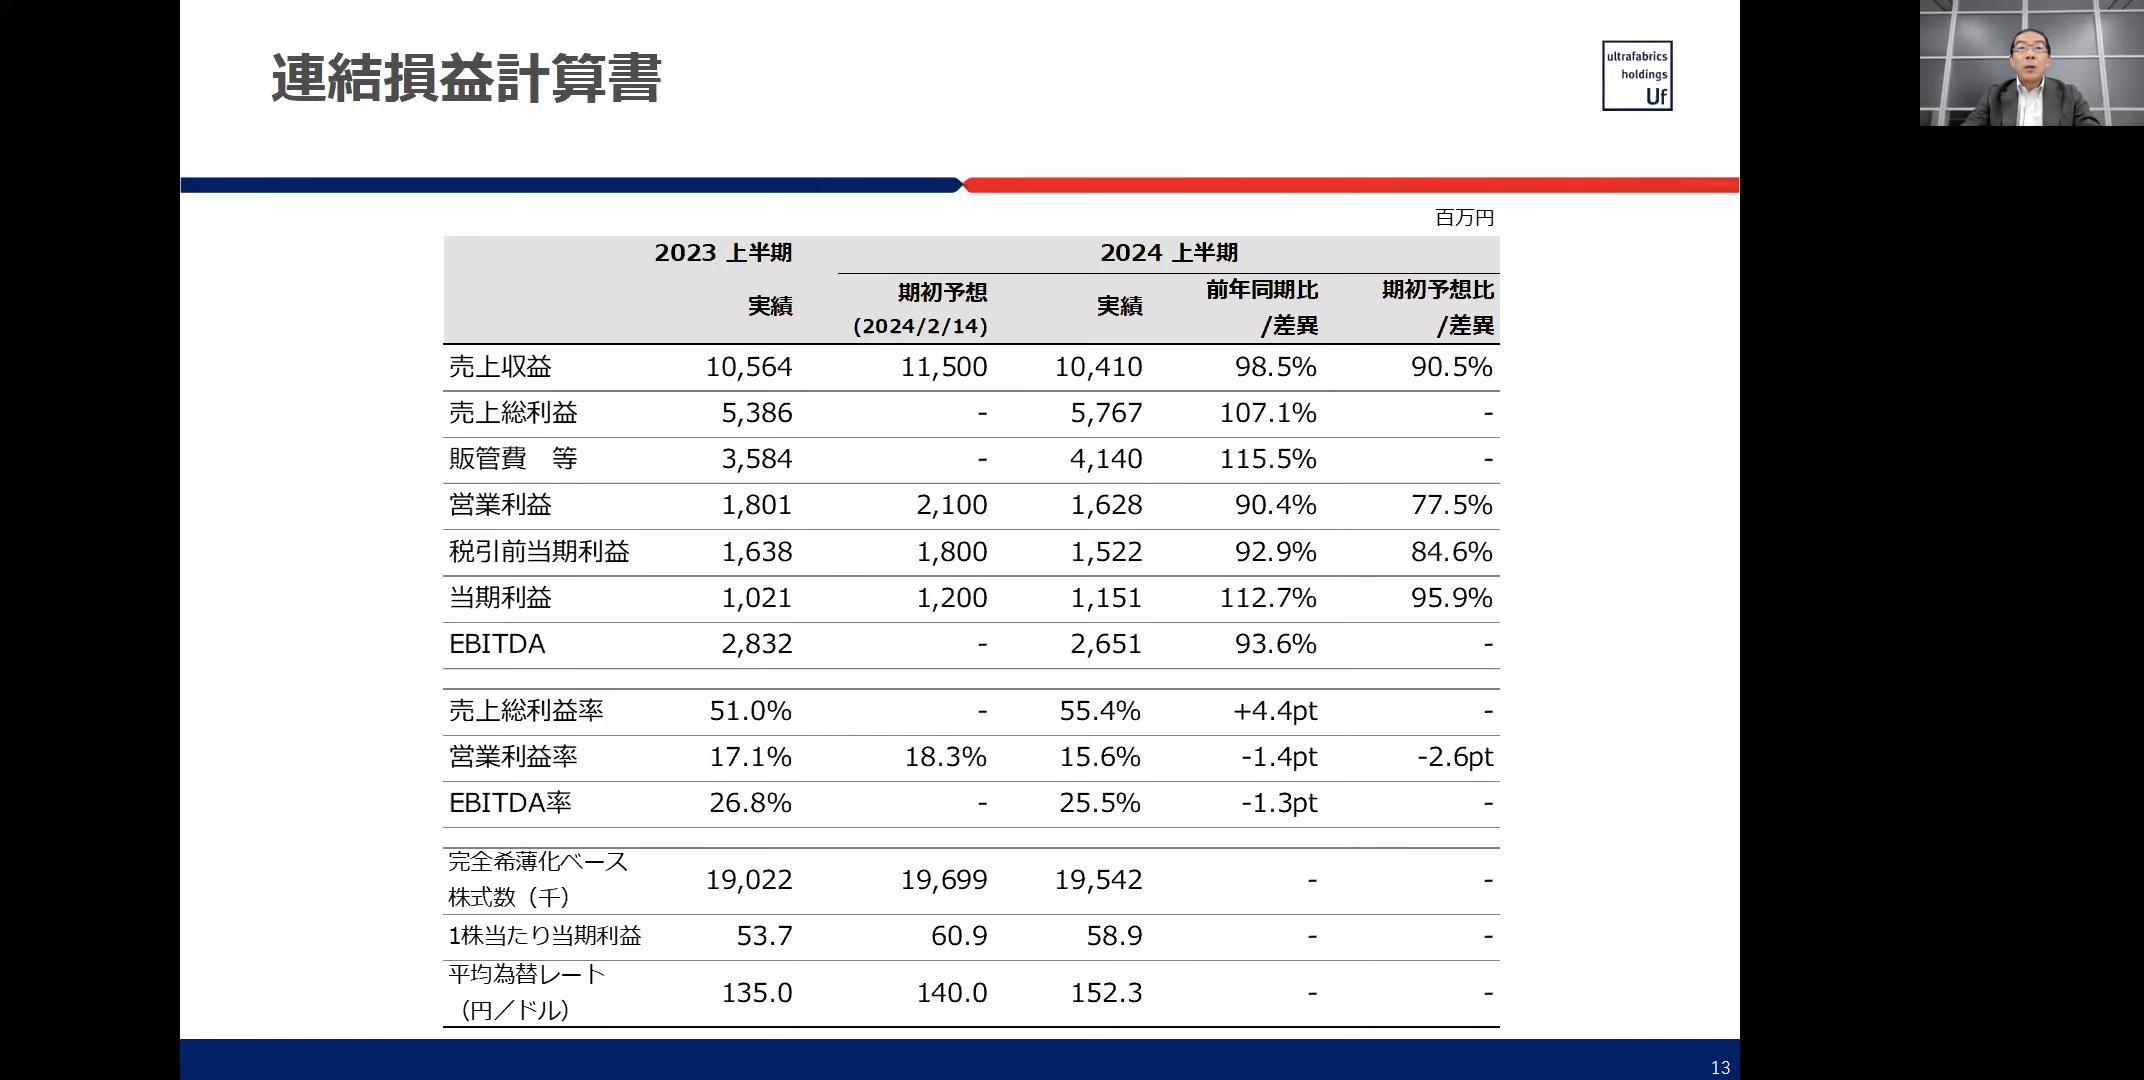 連結損益計算書
ultrafabrics
holdings
Uf
百万円
2023 上半期 2024 上半期
実績 期初予想 (2024/2/14) 実績 前年同期比 /差異 期初予想比 /差異
売上収益 10,564 11,500 10,410 98.5% 90.5%
売上総利益 5,386 - 5,767 107.1% -
販管費　等 3,584 - 4,140 115.5% -
営業利益 1,801 2,100 1,628 90.4% 77.5%
税引前当期利益 1,638 1,800 1,522 92.9% 84.6%
当期利益 1,021 1,200 1,151 112.7% 95.9%
EBITDA 2,832 - 2,651 93.6% -
売上総利益率 51.0% - 55.4% +4.4pt -
営業利益率 17.1% 18.3% 15.6% -1.4pt -2.6pt
EBITDA率 26.8% - 25.5% -1.3pt -
完全希薄化ベース
株式数（千） 19,022 19,699 19,542 - -
1株当たり当期利益 53.7 60.9 58.9 - -
平均為替レート
（円／ドル） 135.0 140.0 152.3 - -
13